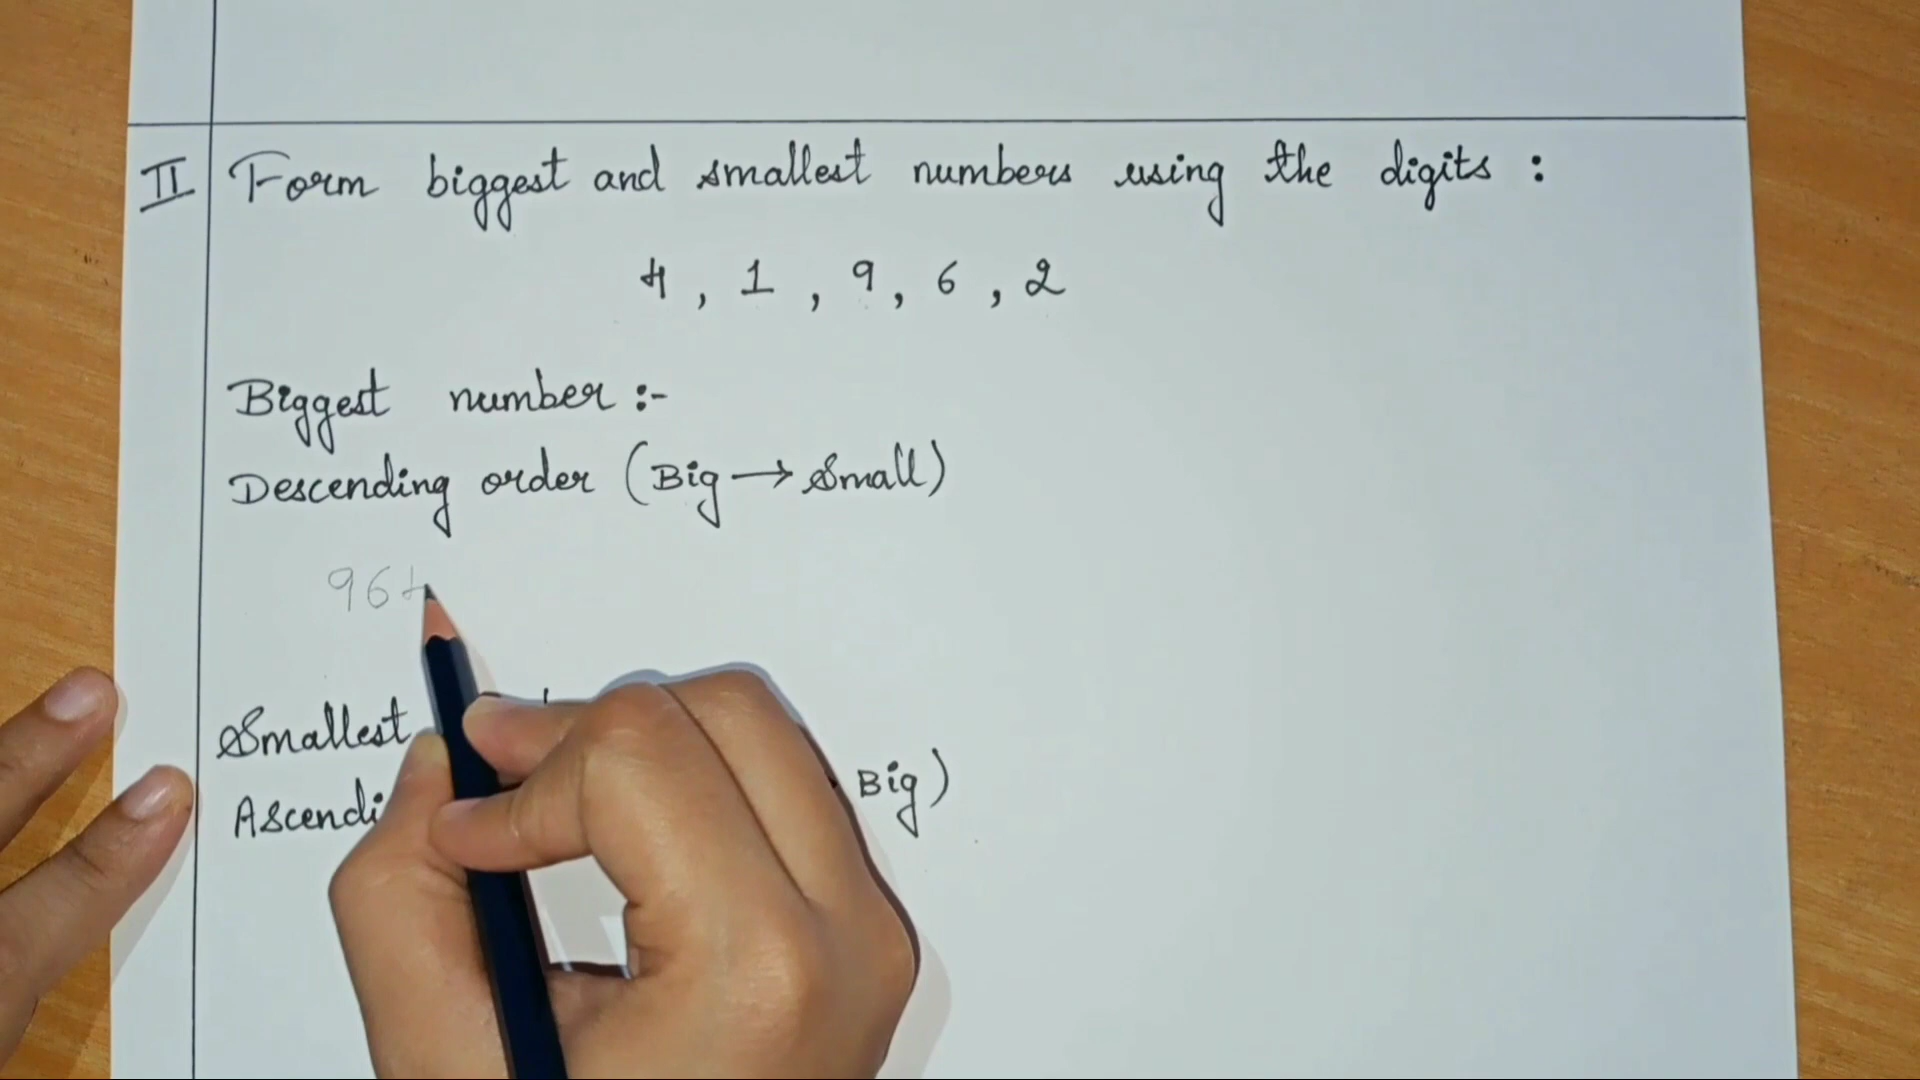 II Form biggest and smallest numbers using the digits :
4 , 1 , 9 , 6 , 2
Biggest number :-
Descending order (Big → Small)
964
Smallest
Big)